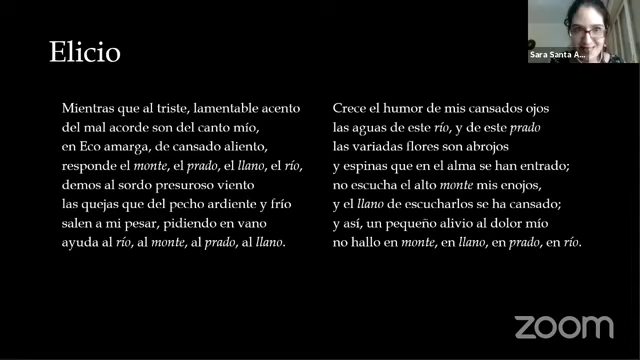 Sara Santa A...
Elicio
Mientras que al triste, lamentable acento
del mal acorde son del canto mío,
en Eco amarga, de cansado aliento,
responde el monte, el prado, el llano, el río,
demos al sordo presuroso viento
las quejas que del pecho ardiente y frío
salen a mi pesar, pidiendo en vano
ayuda al río, al monte, al prado, al llano.
Crece el humor de mis cansados ojos
las aguas de este río, y de este prado
las variadas flores son abrojos
y espinas que en el alma se han entrado;
no escucha el alto monte mis enojos,
y el llano de escucharlos se ha cansado;
y así, un pequeño alivio al dolor mío
no hallo en monte, en llano, en prado, en río.
zoom